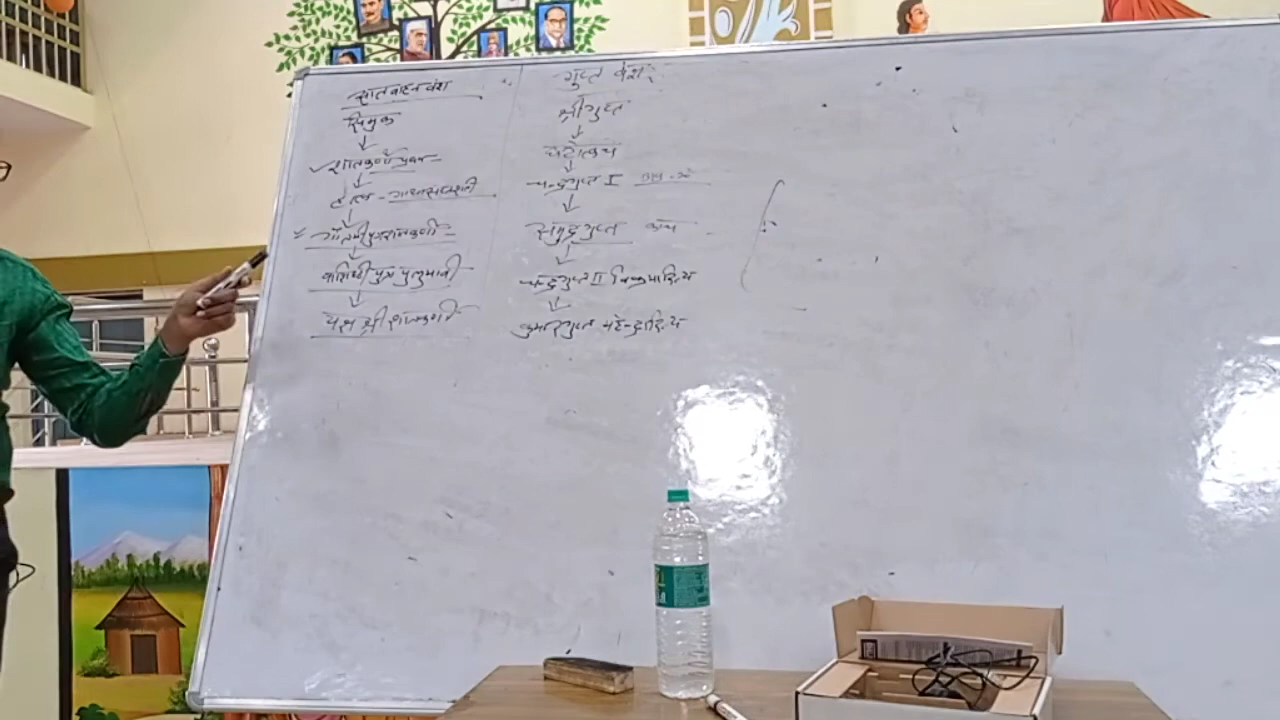 सातवाहन वंश
सिमुक
शातकर्णी प्रथम -
हाल - गाथासप्तशती
गौतमीपुत्र शातकर्णी -
वाशिष्ठी पुत्र पुलुमावी -
यज्ञ श्री शातकर्णी
गुप्त वंश:
श्रीगुप्त
घटोत्कच
चन्द्रगुप्त I
समुद्रगुप्त
चन्द्रगुप्त II विक्रमादित्य
कुमारगुप्त महेन्द्रादित्य